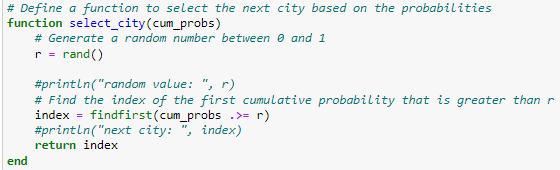 # Define a function to select the next city based on the probabilities
function select_city(cum_probs)
    # Generate a random number between 0 and 1
    r = rand()

    #println("random value: ", r)
    # Find the index of the first cumulative probability that is greater than r
    index = findfirst(cum_probs .>= r)
    #println("next city: ", index)
    return index
end